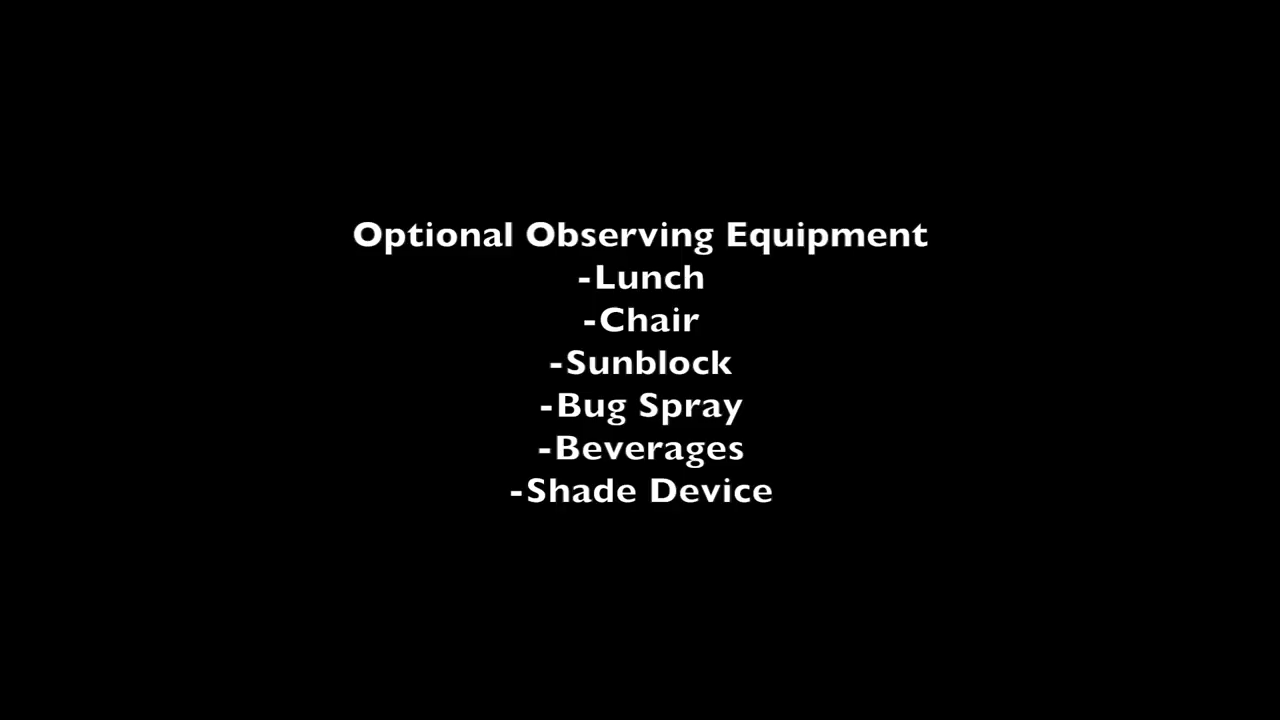 Optional Observing Equipment
-Lunch
-Chair
-Sunblock
-Bug Spray
-Beverages
-Shade Device